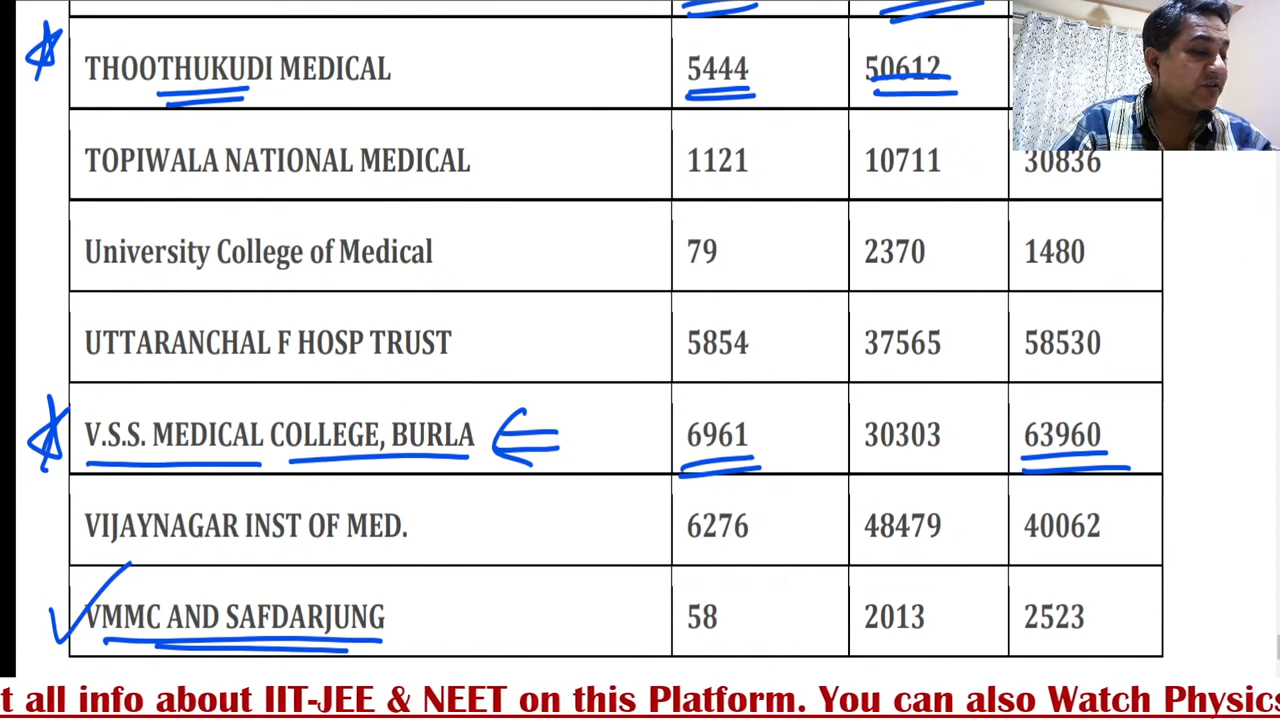 THOOTHUKUDI MEDICAL 5444 50612
TOPIWALA NATIONAL MEDICAL 1121 10711 30836
University College of Medical 79 2370 1480
UTTARANCHAL F HOSP TRUST 5854 37565 58530
V.S.S. MEDICAL COLLEGE, BURLA 6961 30303 63960
VIJAYNAGAR INST OF MED. 6276 48479 40062
VMMC AND SAFDARJUNG 58 2013 2523
t all info about IIT-JEE & NEET on this Platform. You can also Watch Physics